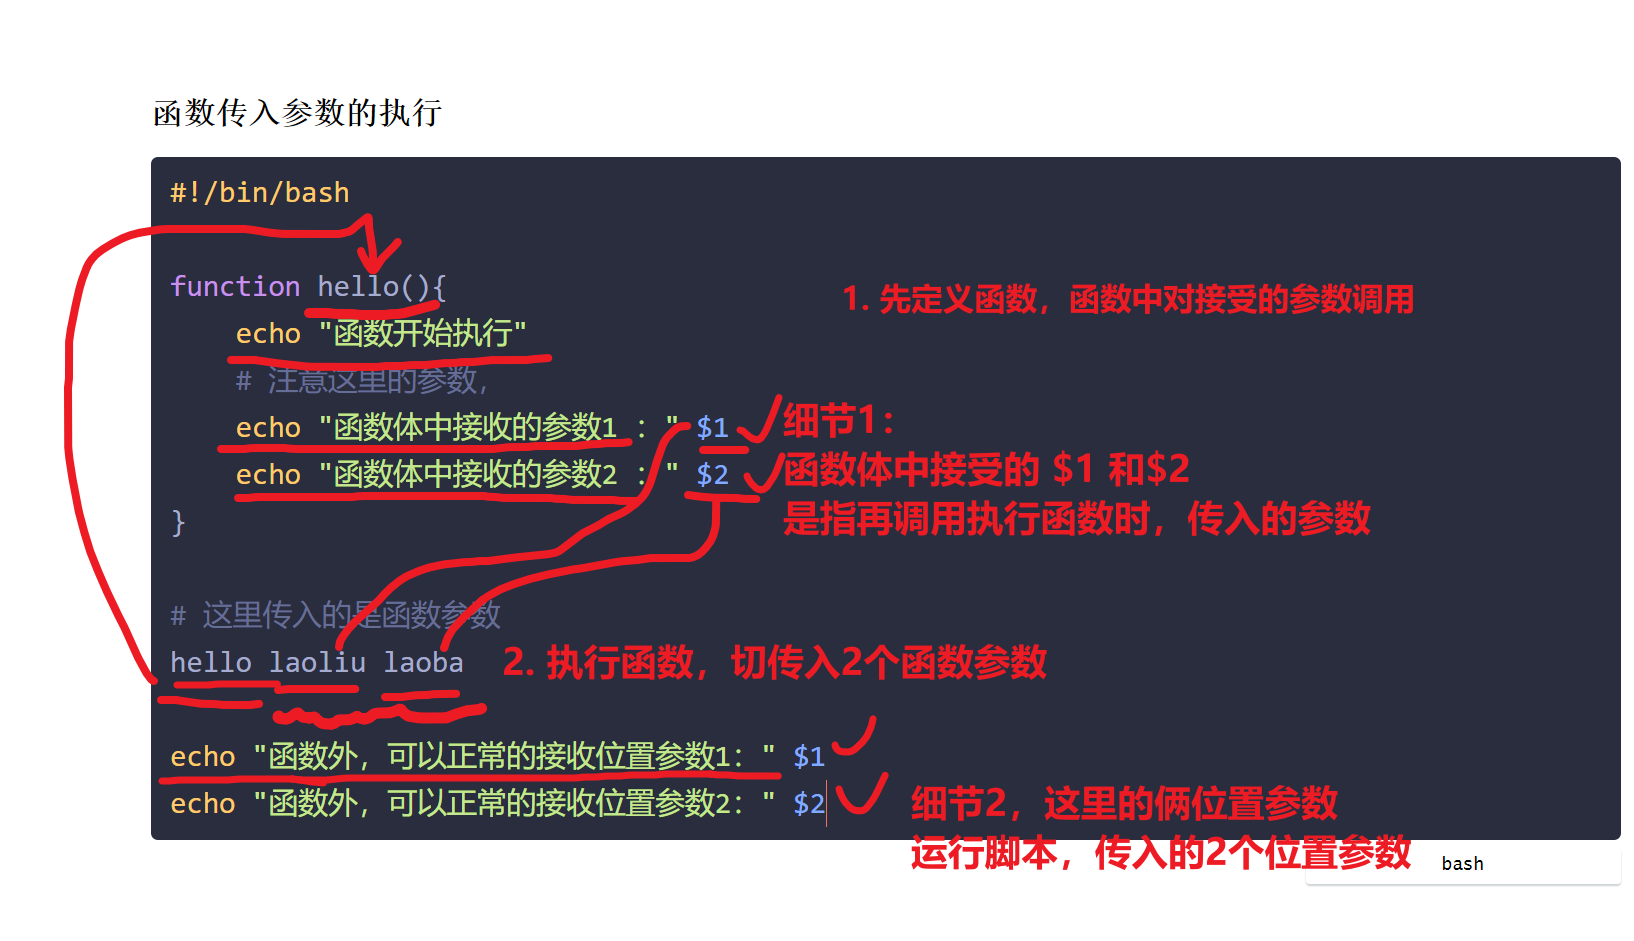 函数传入参数的执行
#!/bin/bash
function hello(){
1. 先定义函数，函数中对接受的参数调用
echo "函数开始执行"
# 注意这里的参数，
echo "函数体中接收的参数1 ：" $1
细节1：
echo "函数体中接收的参数2 ：" $2
函数体中接受的 $1 和$2
是指再调用执行函数时，传入的参数
}
# 这里传入的是函数参数
hello laoliu laoba
2. 执行函数，切传入2个函数参数
echo "函数外，可以正常的接收位置参数1：" $1
echo "函数外，可以正常的接收位置参数2：" $2
细节2，这里的俩位置参数
运行脚本，传入的2个位置参数
bash